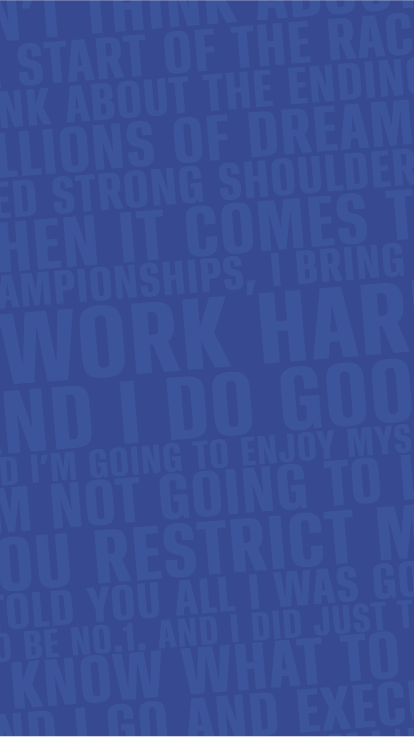 N'T THINK ABOU
START OF THE RAC
NK ABOUT THE ENDIN
LLIONS OF DREAM
ED STRONG SHOULDER
HEN IT COMES T
AMPIONSHIPS, I BRING
WORK HAR
ND I DO GOO
D I'M GOING TO ENJOY MYS
M NOT GOING TO
OU RESTRICT M
OLD YOU ALL I WAS GO
O BE NO.1, AND I DID JUST T
KNOW WHAT TO
ND I GO AND EXEC